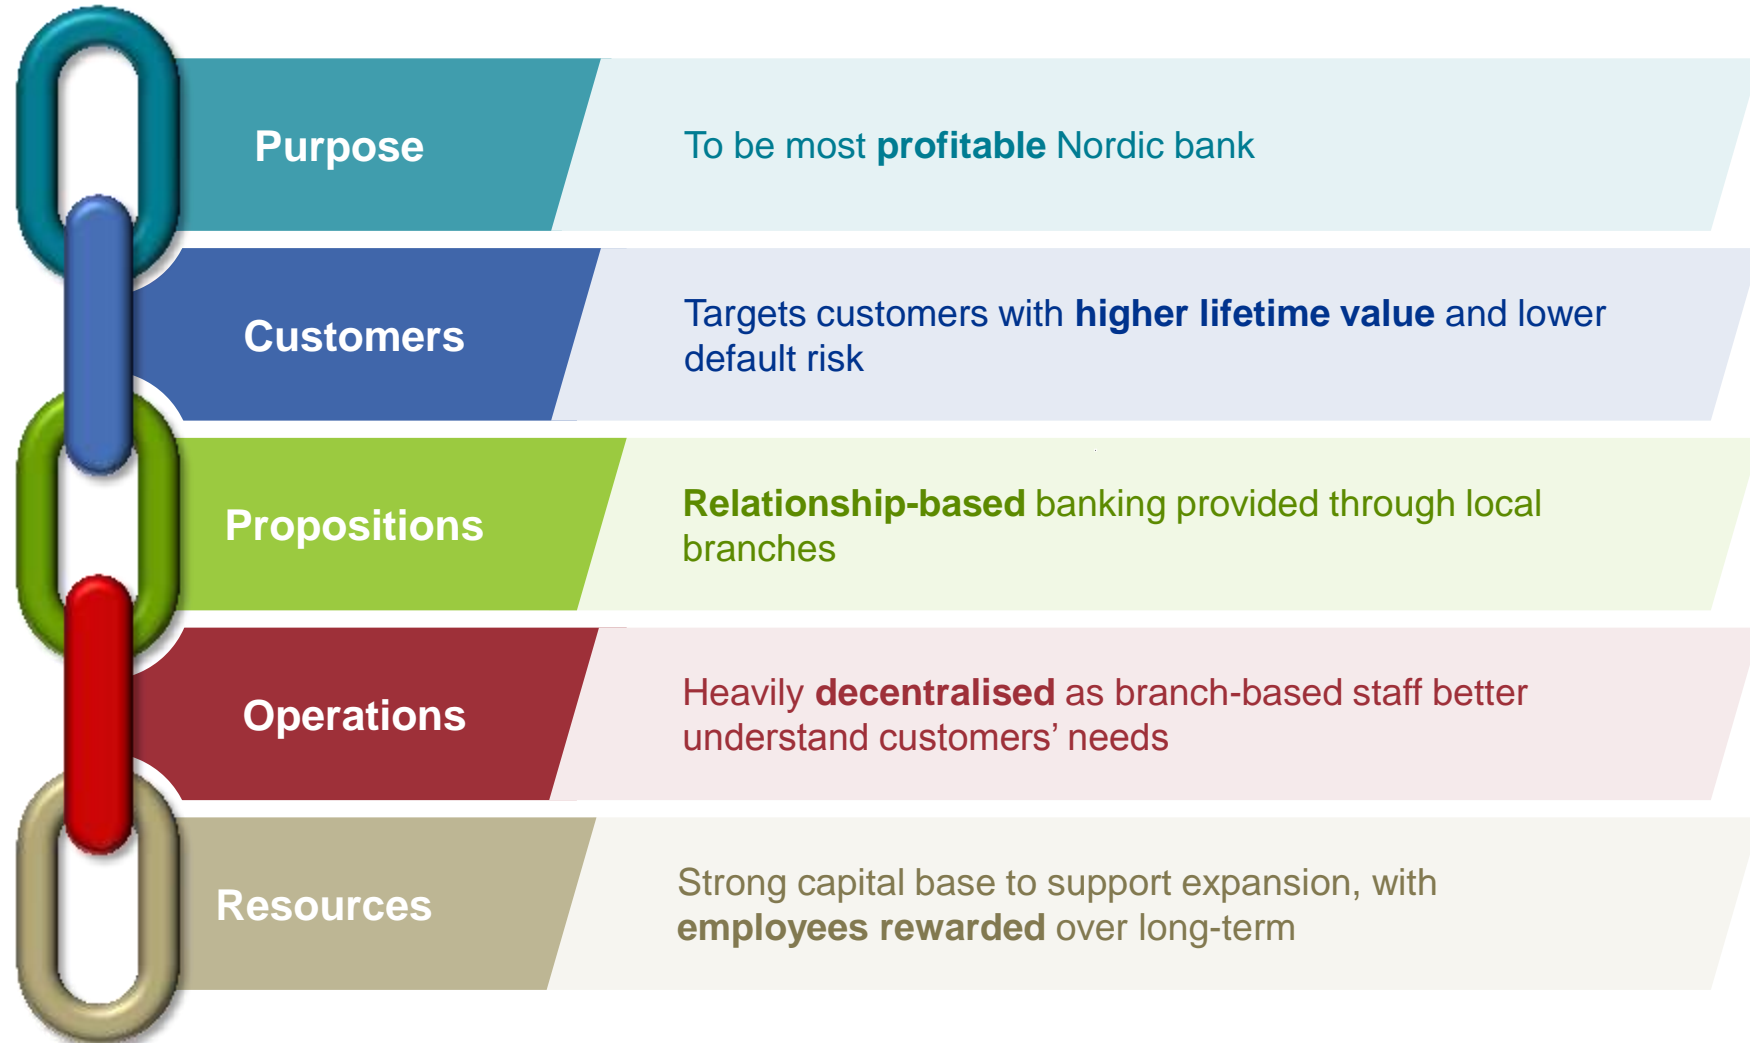 Purpose
To be most profitable Nordic bank
Customers
Targets customers with higher lifetime value and lower
default risk
Propositions
Relationship-based banking provided through local
branches
Operations
Heavily decentralised as branch-based staff better
understand customers’ needs
Resources
Strong capital base to support expansion, with
employees rewarded over long-term